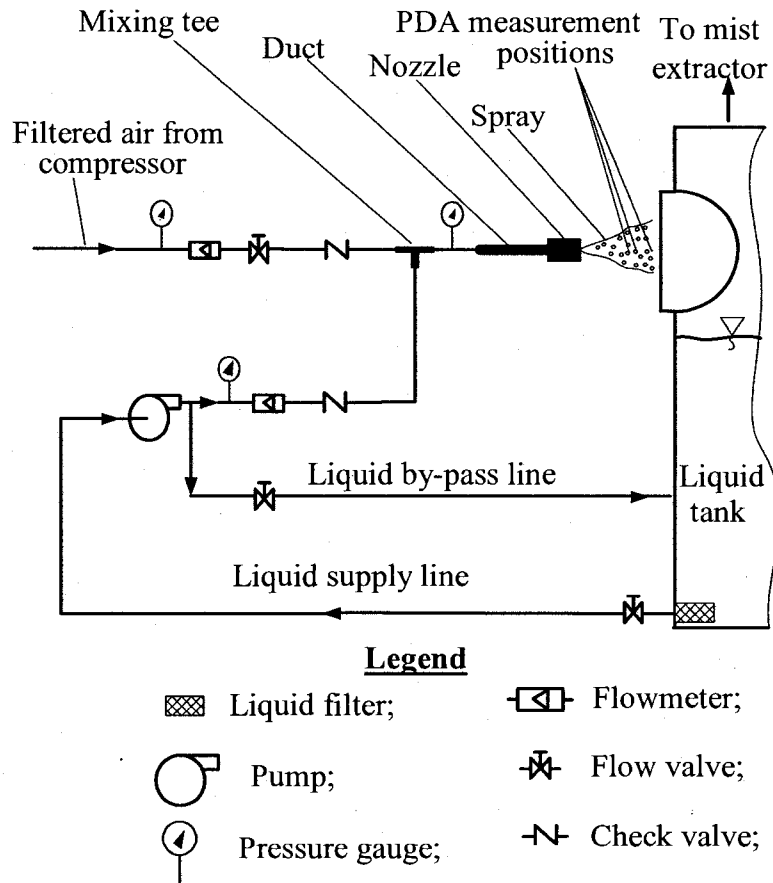 Mixing tee
Duct
PDA measurement
positions
Nozzle
Spray
To mist
extractor
Filtered air from
compressor
Liquid by-pass line
Liquid
tank
Liquid supply line
Legend
Liquid filter;
Flowmeter;
Pump;
Flow valve;
Pressure gauge;
Check valve;